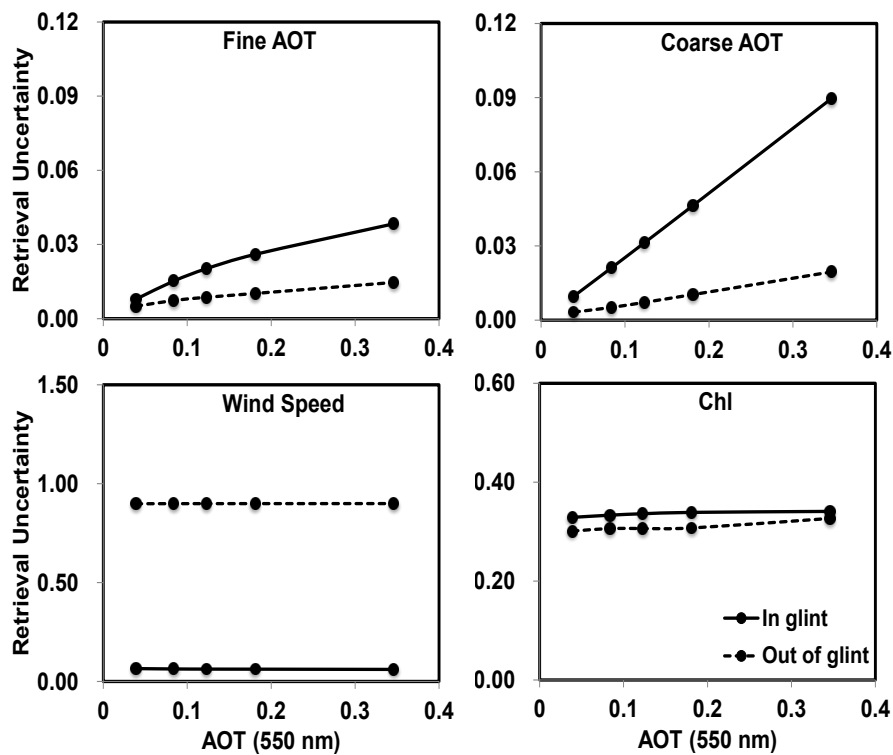 Fine AOT
Coarse AOT
Retrieval Uncertainty
0.12
0.09
0.06
0.03
0.00
0 0.1 0.2 0.3 0.4
0.12
0.09
0.06
0.03
0.00
0 0.1 0.2 0.3 0.4
Wind Speed
Chl
Retrieval Uncertainty
1.50
1.00
0.50
0.00
0 0.1 0.2 0.3 0.4
AOT (550 nm)
0.60
0.40
0.20
0.00
In glint
Out of glint
0 0.1 0.2 0.3 0.4
AOT (550 nm)